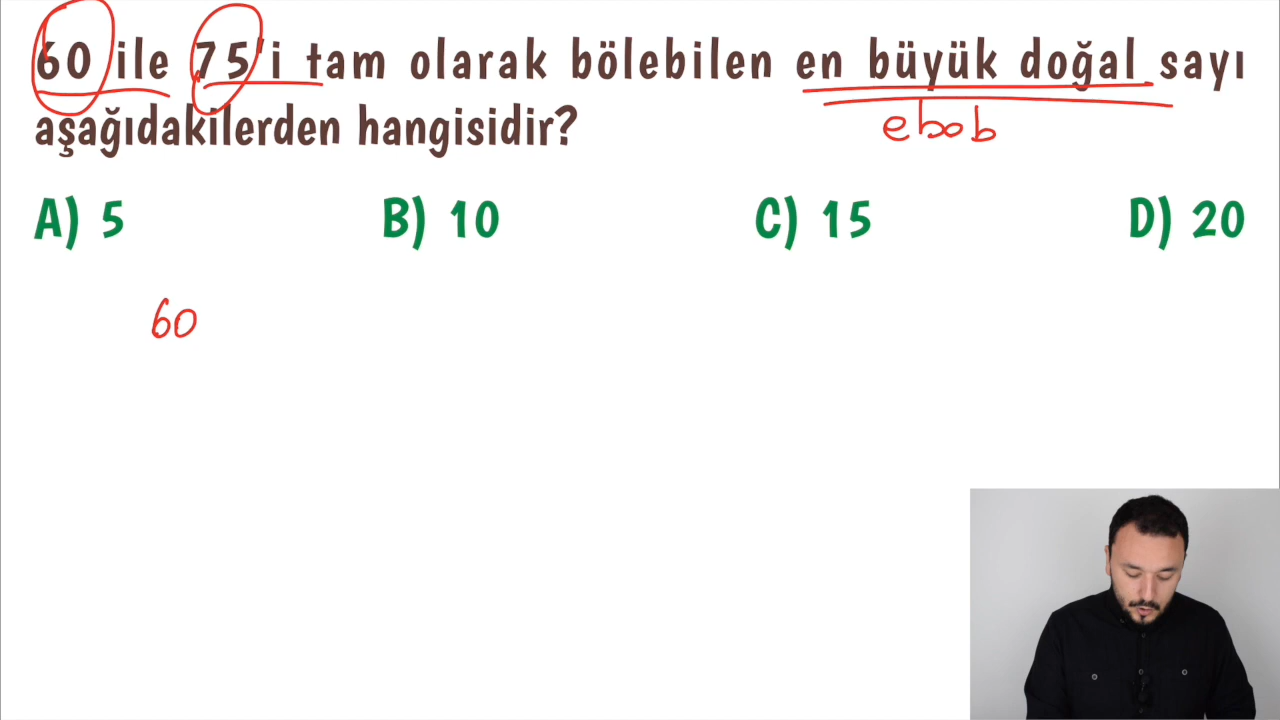 60 ile 75'i tam olarak bölebilen en büyük doğal sayı
aşağıdakilerden hangisidir?
ebob
A) 5 B) 10 C) 15 D) 20
60